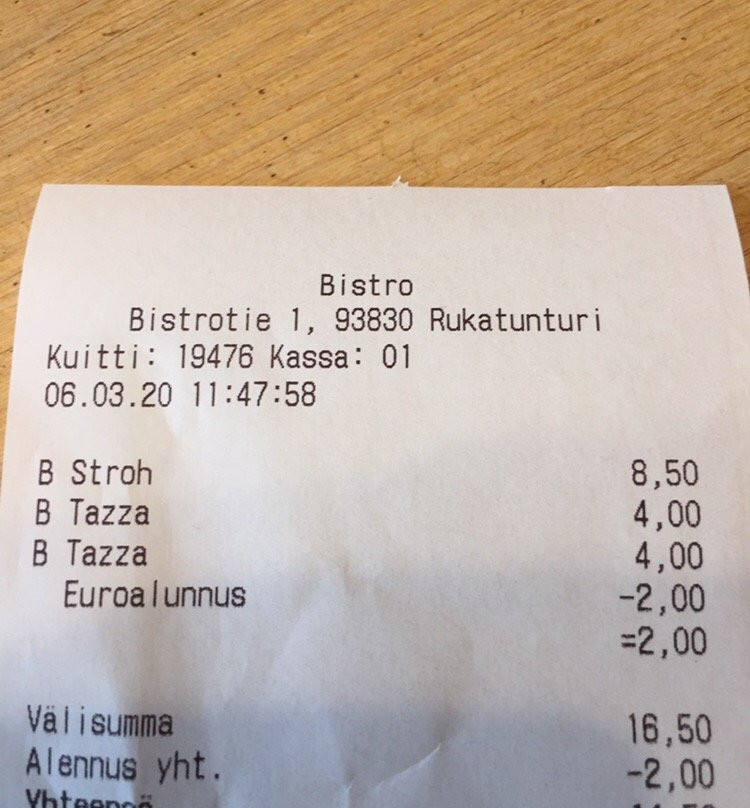 Bistro
Bistrotie 1, 93830 Rukatunturi
Kuitti: 19476 Kassa: 01
06.03.20 11:47:58
B Stroh 8,50
B Tazza 4,00
B Tazza 4,00
Euroalunnus -2,00
=2,00
Välisumma 16,50
Alennus yht. -2,00